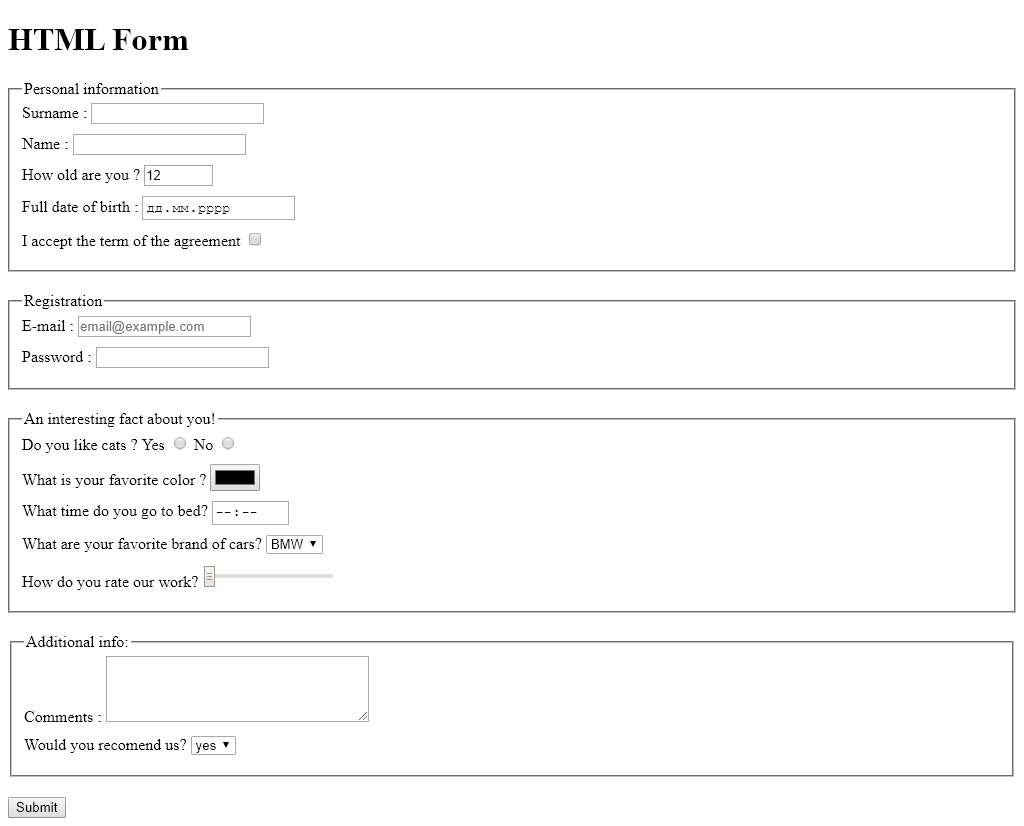 HTML Form
Personal information
Surname :
Name :
How old are you ? 12
Full date of birth : дд.мм.рррр
I accept the term of the agreement
Registration
E-mail : email@example.com
Password :
An interesting fact about you!
Do you like cats ? Yes No
What is your favorite color ?
What time do you go to bed? --:--
What are your favorite brand of cars? BMW
How do you rate our work?
Additional info:
Comments :
Would you recomend us? yes
Submit